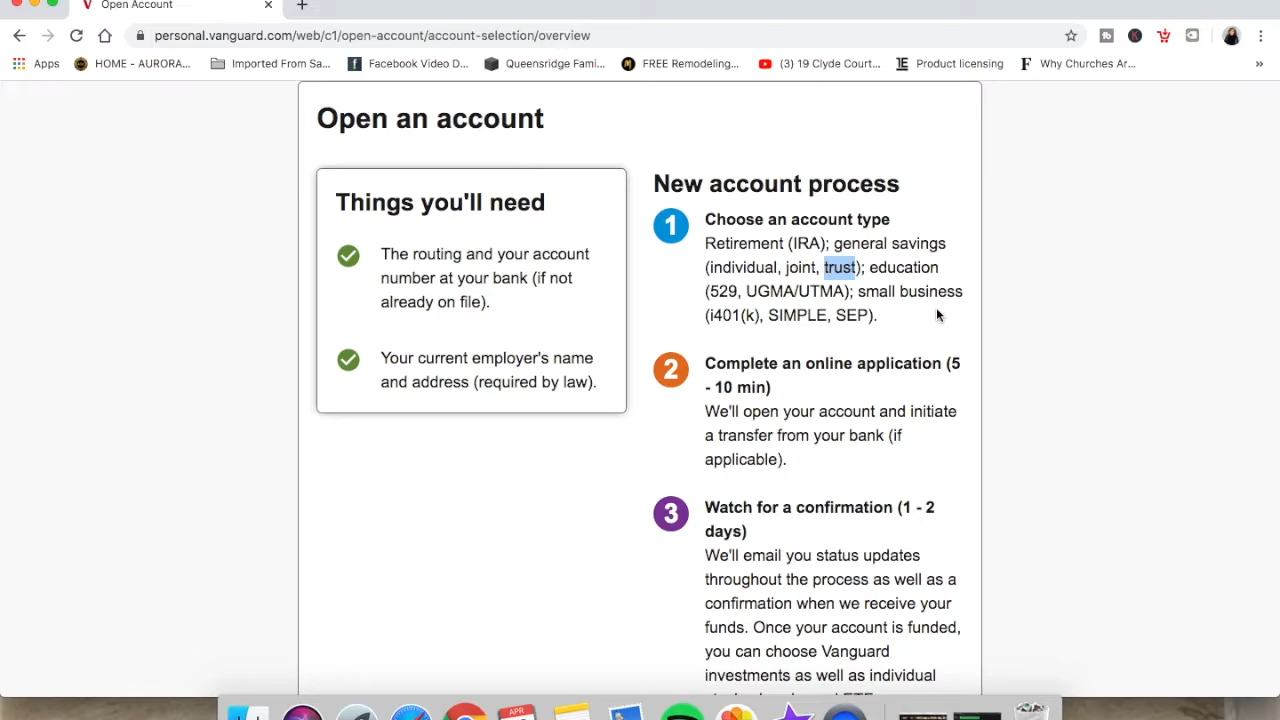 Open Account
personal.vanguard.com/web/c1/open-account/account-selection/overview
Apps HOME - AURORA... Imported From Sa... Facebook Video D... Queensridge Fami... FREE Remodeling... (3) 19 Clyde Court... Product licensing Why Churches Ar... »
Open an account
Things you'll need
The routing and your account
number at your bank (if not
already on file).
Your current employer's name
and address (required by law).
New account process
1 Choose an account type
Retirement (IRA); general savings
(individual, joint, trust); education
(529, UGMA/UTMA); small business
(i401(k), SIMPLE, SEP).
2 Complete an online application (5
- 10 min)
We'll open your account and initiate
a transfer from your bank (if
applicable).
3 Watch for a confirmation (1 - 2
days)
We'll email you status updates
throughout the process as well as a
confirmation when we receive your
funds. Once your account is funded,
you can choose Vanguard
investments as well as individual
APR